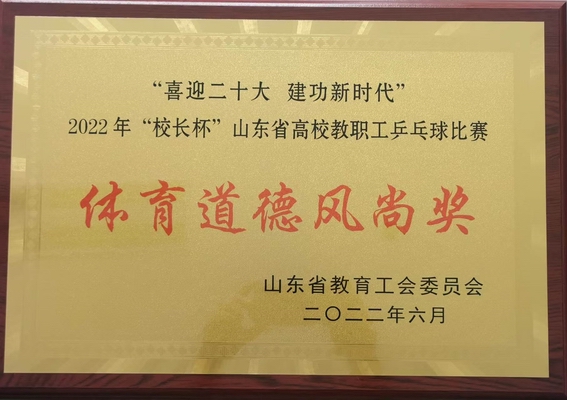 “喜迎二十大 建功新时代”
2022年“校长杯”山东省高校教职工乒乓球比赛
体育道德风尚奖
山东省教育工会委员会
二〇二二年六月